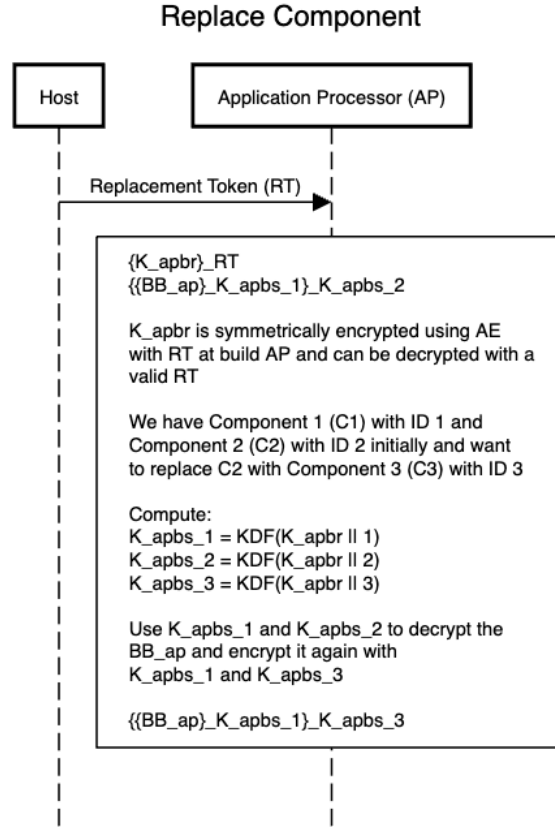 Replace Component
Host
Application Processor (AP)
Replacement Token (RT)
{K_apbr}_RT
{{BB_ap}_K_apbs_1}_K_apbs_2
K_apbr is symmetrically encrypted using AE
with RT at build AP and can be decrypted with a
valid RT
We have Component 1 (C1) with ID 1 and
Component 2 (C2) with ID 2 initially and want
to replace C2 with Component 3 (C3) with ID 3
Compute:
K_apbs_1 = KDF(K_apbr || 1)
K_apbs_2 = KDF(K_apbr || 2)
K_apbs_3 = KDF(K_apbr || 3)
Use K_apbs_1 and K_apbs_2 to decrypt the
BB_ap and encrypt it again with
K_apbs_1 and K_apbs_3
{{BB_ap}_K_apbs_1}_K_apbs_3